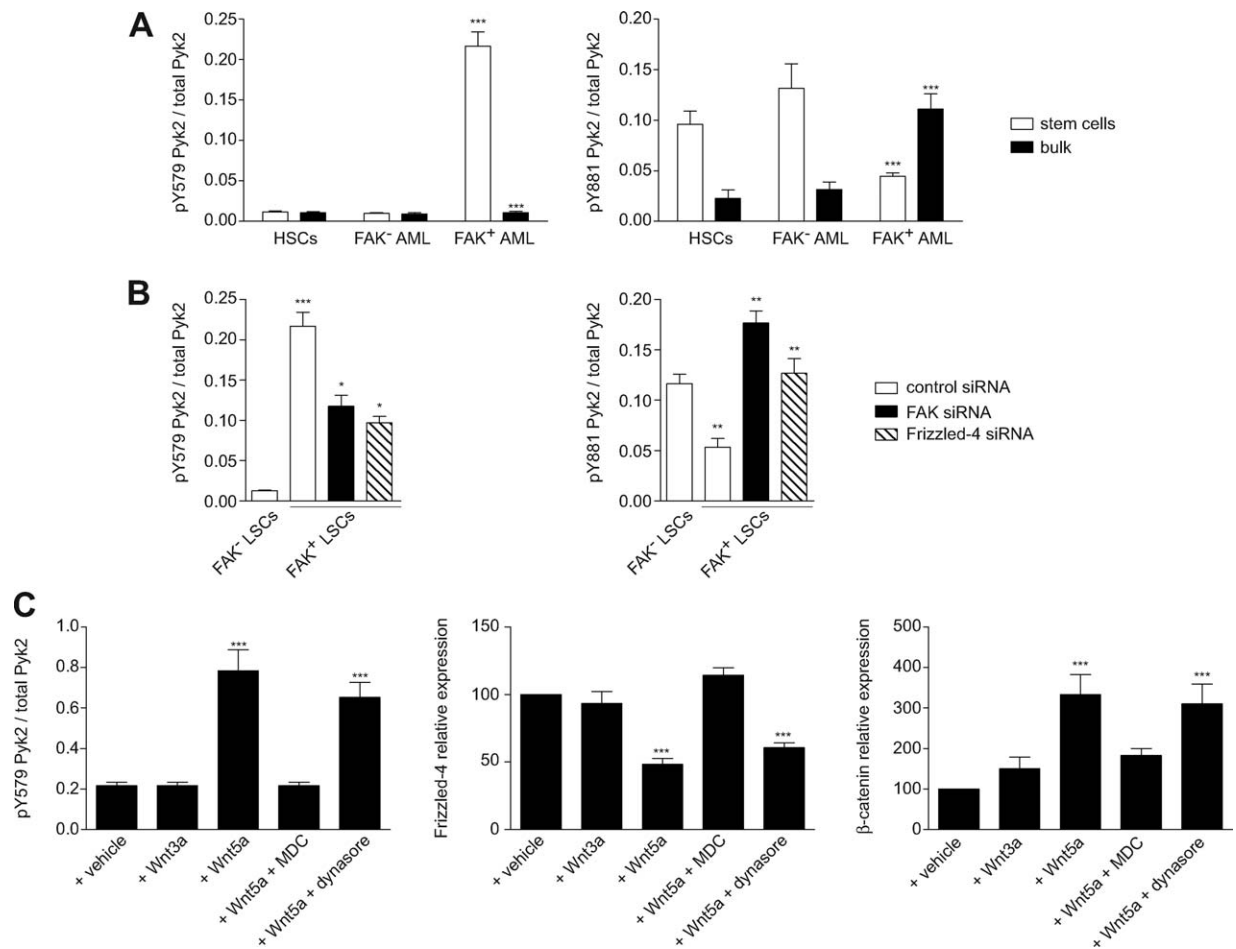 A
pY579 Pyk2 / total Pyk2
0.25
0.20
0.15
0.10
0.05
0.00
***
***
HSCs
FAK- AML
FAK+ AML
pY881 Pyk2 / total Pyk2
0.15
0.10
0.05
0.00
***
***
HSCs
FAK- AML
FAK+ AML
stem cells
bulk
B
pY579 Pyk2 / total Pyk2
0.25
0.20
0.15
0.10
0.05
0.00
***
*
*
FAK- LSCs
FAK+ LSCs
pY881 Pyk2 / total Pyk2
0.20
0.15
0.10
0.05
0.00
**
**
**
FAK- LSCs
FAK+ LSCs
control siRNA
FAK siRNA
Frizzled-4 siRNA
C
pY579 Pyk2 / total Pyk2
1.0
0.8
0.6
0.4
0.2
0.0
***
***
+ vehicle
+ Wnt3a
+ Wnt5a
+ Wnt5a + MDC
+ Wnt5a + dynasore
Frizzled-4 relative expression
150
100
50
0
***
***
+ vehicle
+ Wnt3a
+ Wnt5a
+ Wnt5a + MDC
+ Wnt5a + dynasore
β-catenin relative expression
500
400
300
200
100
0
***
***
+ vehicle
+ Wnt3a
+ Wnt5a
+ Wnt5a + MDC
+ Wnt5a + dynasore